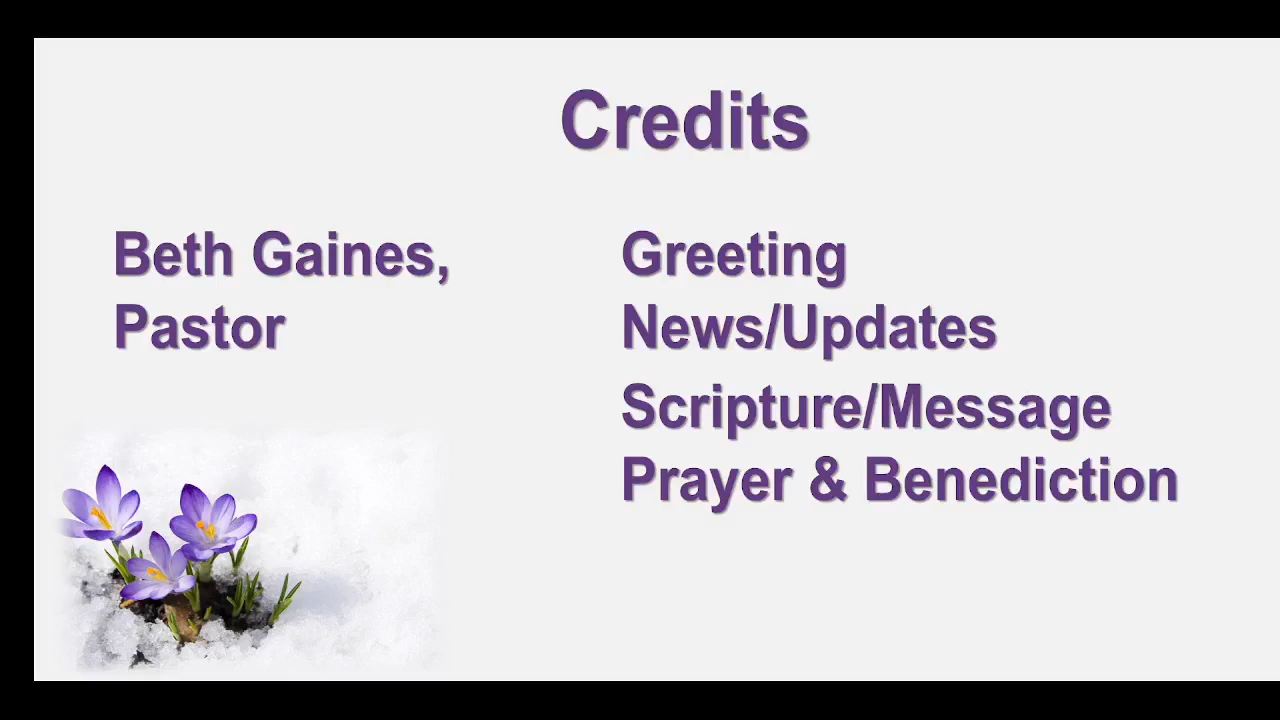 Credits
Beth Gaines,
Pastor
Greeting
News/Updates
Scripture/Message
Prayer & Benediction